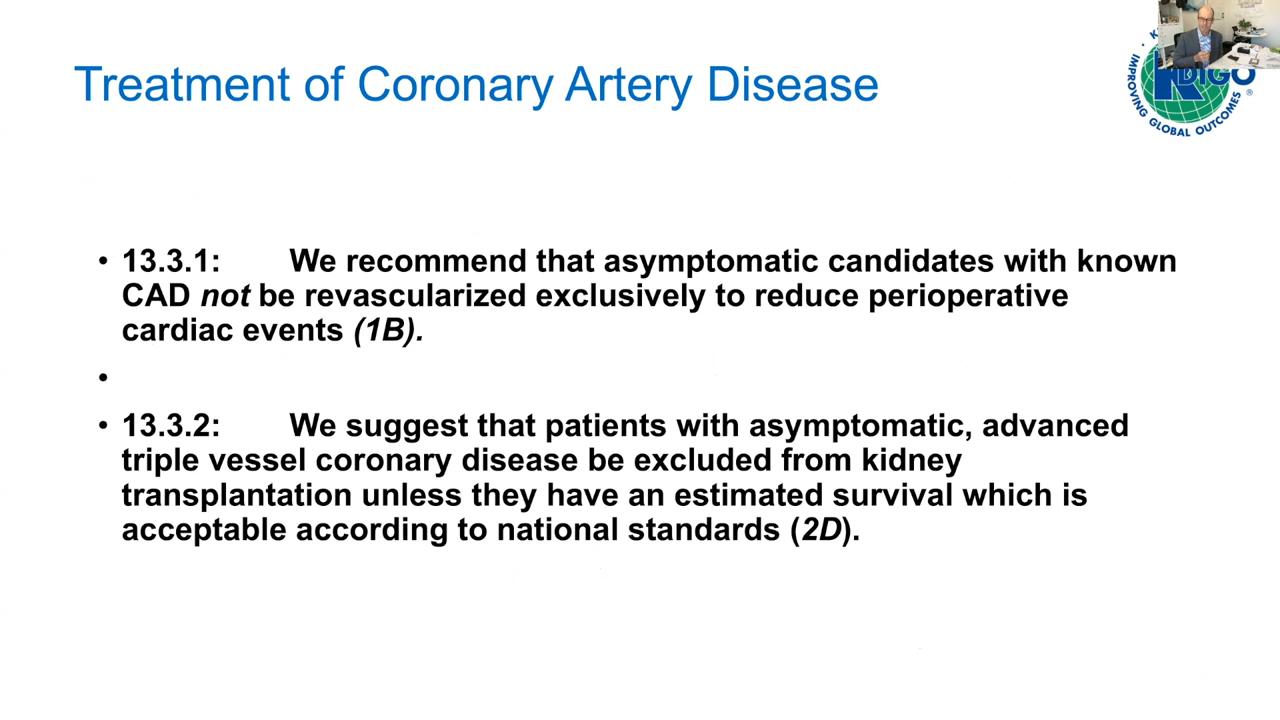 Treatment of Coronary Artery Disease
IMPROVING GLOBAL OUTCOMES
®
• 13.3.1: We recommend that asymptomatic candidates with known
CAD not be revascularized exclusively to reduce perioperative
cardiac events (1B).
•
• 13.3.2: We suggest that patients with asymptomatic, advanced
triple vessel coronary disease be excluded from kidney
transplantation unless they have an estimated survival which is
acceptable according to national standards (2D).